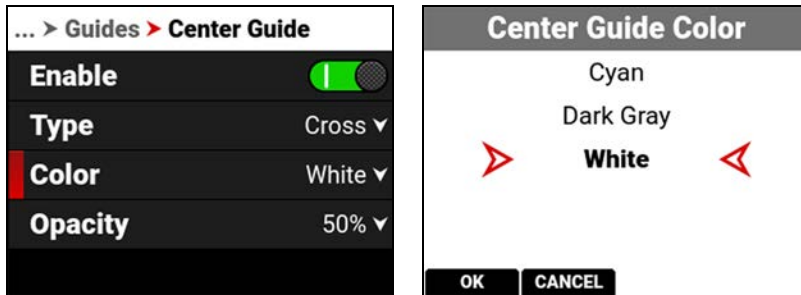 ... > Guides > Center Guide
Enable
Type Cross
Color White
Opacity 50%
Center Guide Color
Cyan
Dark Gray
White
OK CANCEL